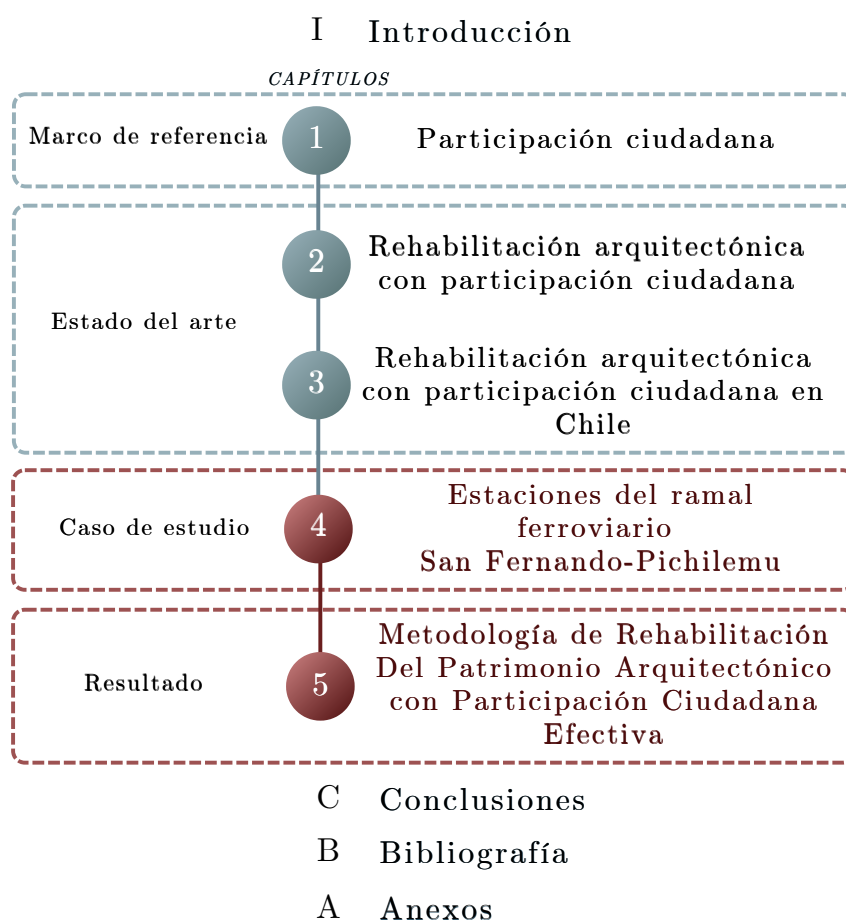 I Introducción
CAPÍTULOS
Marco de referencia 1 Participación ciudadana
2 Rehabilitación arquitectónica
con participación ciudadana
Estado del arte
3 Rehabilitación arquitectónica
con participación ciudadana en
Chile
Caso de estudio 4 Estaciones del ramal
ferroviario
San Fernando-Pichilemu
Resultado 5 Metodología de Rehabilitación
Del Patrimonio Arquitectónico
con Participación Ciudadana
Efectiva
C Conclusiones
B Bibliografía
A Anexos